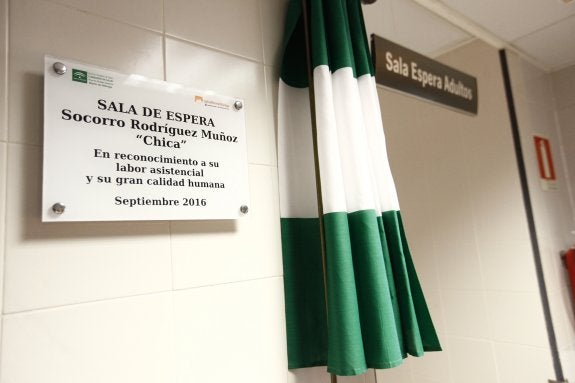 SALA DE ESPERA
Socorro Rodríguez Muñoz
“Chica”
En reconocimiento a su
labor asistencial
y su gran calidad humana
Septiembre 2016
Sala Espera Adultos